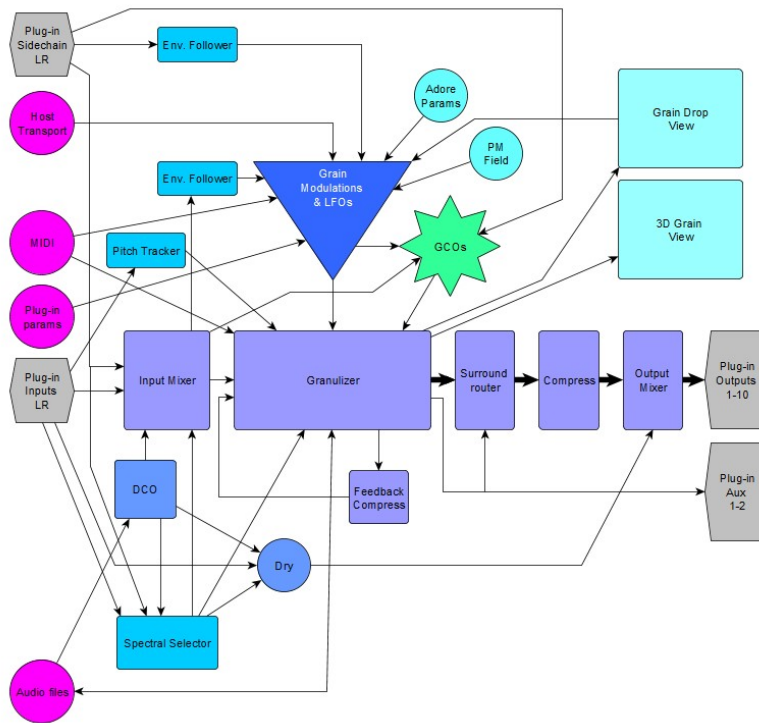 Plug-in
Sidechain
LR
Env. Follower
Host
Transport
Adore
Params
Grain Drop
View
PM
Field
Env. Follower
Grain
Modulations
& LFOs
3D Grain
View
MIDI
Pitch Tracker
GCOs
Plug-in
params
Plug-in
Inputs
LR
Input Mixer
Granulizer
Surround
router
Compress
Output
Mixer
Plug-in
Outputs
1-10
DCO
Feedback
Compress
Plug-in
Aux
1-2
Dry
Spectral Selector
Audio files